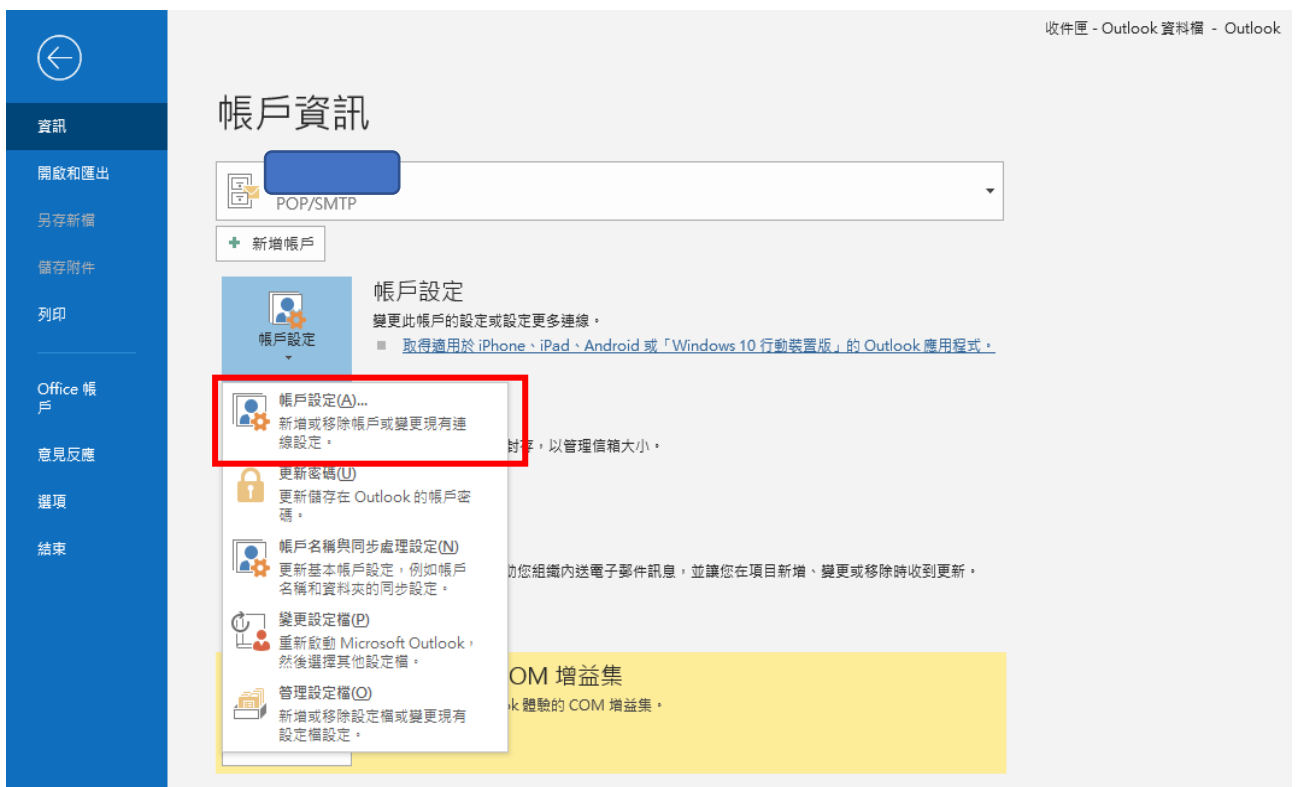 收件匣 - Outlook 資料檔 - Outlook
資訊
開啟和匯出
另存新檔
儲存附件
列印
Office 帳
戶
意見反應
選項
結束
帳戶資訊
POP/SMTP
新增帳戶
帳戶設定
帳戶設定
變更此帳戶的設定或設定更多連線。
取得適用於 iPhone、iPad、Android 或「Windows 10 行動裝置版」的 Outlook 應用程式。
帳戶設定(A)...
新增或移除帳戶或變更現有連
線設定。
封存，以管理信箱大小。
更新密碼(U)
更新儲存在 Outlook 的帳戶密
碼。
帳戶名稱與同步處理設定(N)
更新基本帳戶設定，例如帳戶
名稱和資料夾的同步設定。
助您組織內送電子郵件訊息，並讓您在項目新增、變更或移除時收到更新。
變更設定檔(P)
重新啟動 Microsoft Outlook，
然後選擇其他設定檔。
管理設定檔(O)
新增或移除設定檔或變更現有
設定檔設定。
COM 增益集
ok 體驗的 COM 增益集。